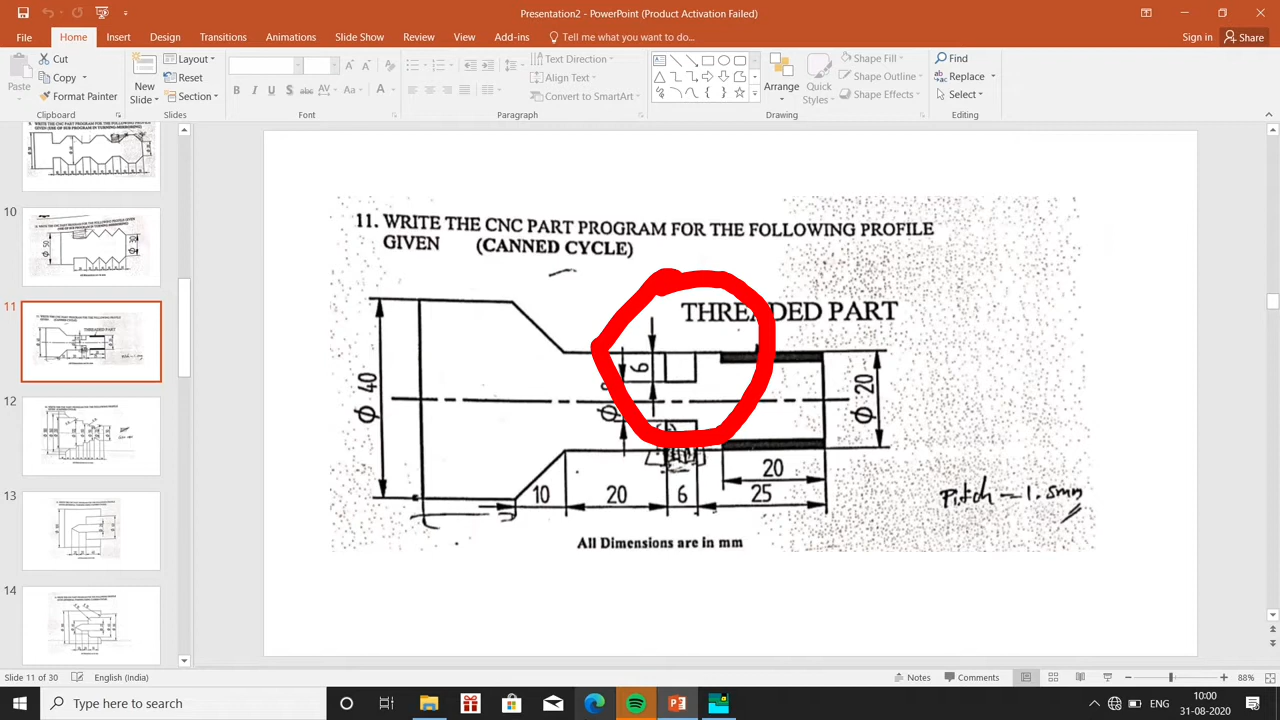 Presentation2 - PowerPoint (Product Activation Failed)
File Home Insert Design Transitions Animations Slide Show Review View Add-ins Tell me what you want to do... Sign in Share
Paste
Cut
Copy
Format Painter
Clipboard
New Slide
Layout
Reset
Section
Slides
B I U S abc AV Aa A
Font
Text Direction
Align Text
Convert to SmartArt
Paragraph
Arrange
Quick Styles
Shape Fill
Shape Outline
Shape Effects
Drawing
Find
Replace
Select
Editing
10
11
12
13
14
11. WRITE THE CNC PART PROGRAM FOR THE FOLLOWING PROFILE
GIVEN (CANNED CYCLE)
THREADED PART
ϕ 40
6
ϕ
ϕ 20
20
10 20 6 25
Pitch - 1.5mm
All Dimensions are in mm
Slide 11 of 30 English (India) Notes Comments 88%
Type here to search
ENG
10:00
31-08-2020